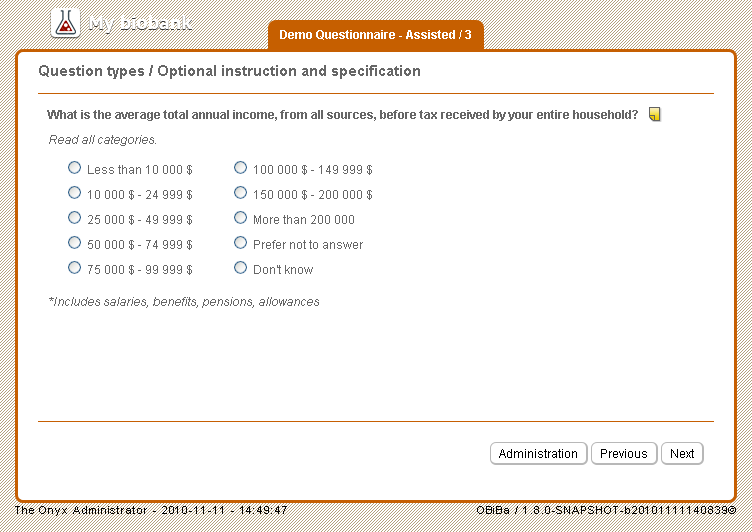 My biobank
Demo Questionnaire - Assisted / 3
Question types / Optional instruction and specification
What is the average total annual income, from all sources, before tax received by your entire household?
Read all categories.
Less than 10 000 $
10 000 $ - 24 999 $
25 000 $ - 49 999 $
50 000 $ - 74 999 $
75 000 $ - 99 999 $
100 000 $ - 149 999 $
150 000 $ - 200 000 $
More than 200 000
Prefer not to answer
Don't know
*Includes salaries, benefits, pensions, allowances
Administration Previous Next
The Onyx Administrator - 2010-11-11 - 14:49:47 OBiBa / 1.8.0-SNAPSHOT-b20101111140839©